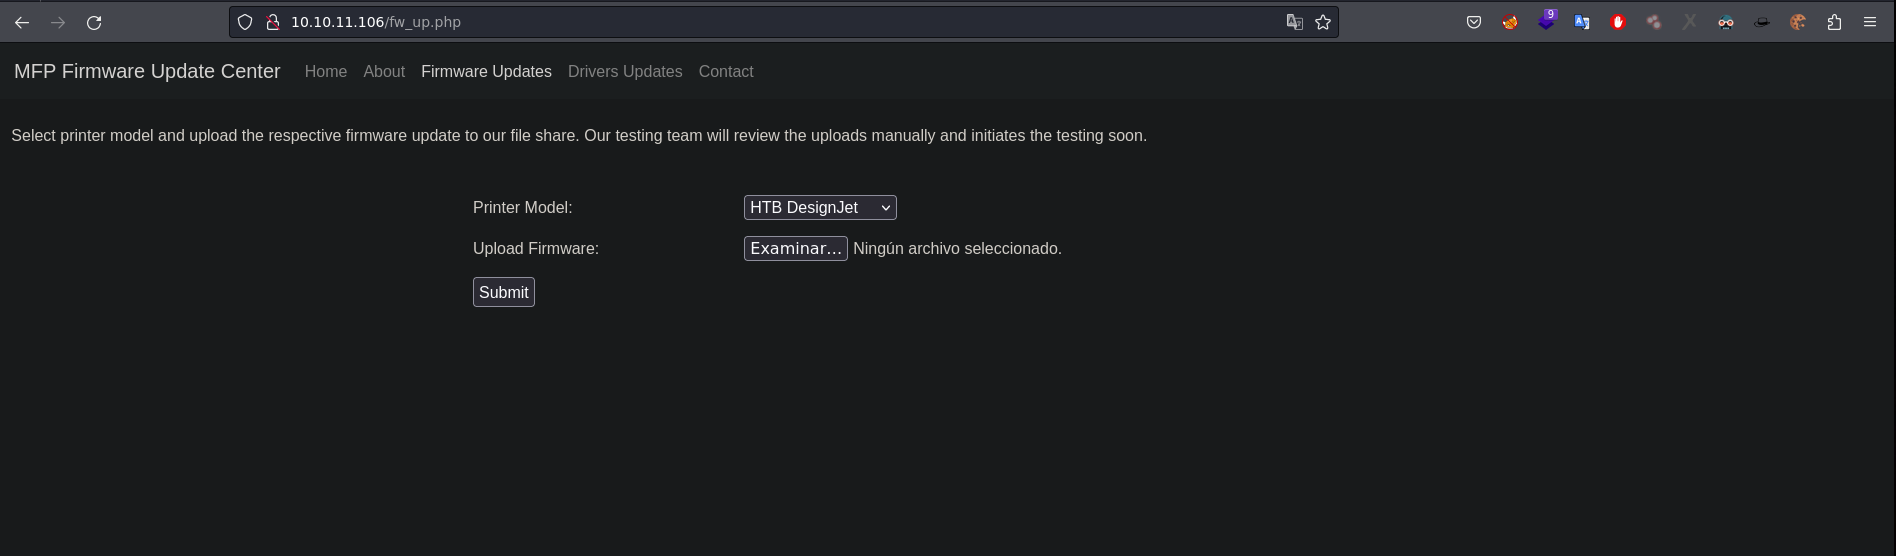 10.10.11.106/fw_up.php
9
MFP Firmware Update Center Home About Firmware Updates Drivers Updates Contact
Select printer model and upload the respective firmware update to our file share. Our testing team will review the uploads manually and initiates the testing soon.
Printer Model: HTB DesignJet
Upload Firmware: Examinar... Ningún archivo seleccionado.
Submit